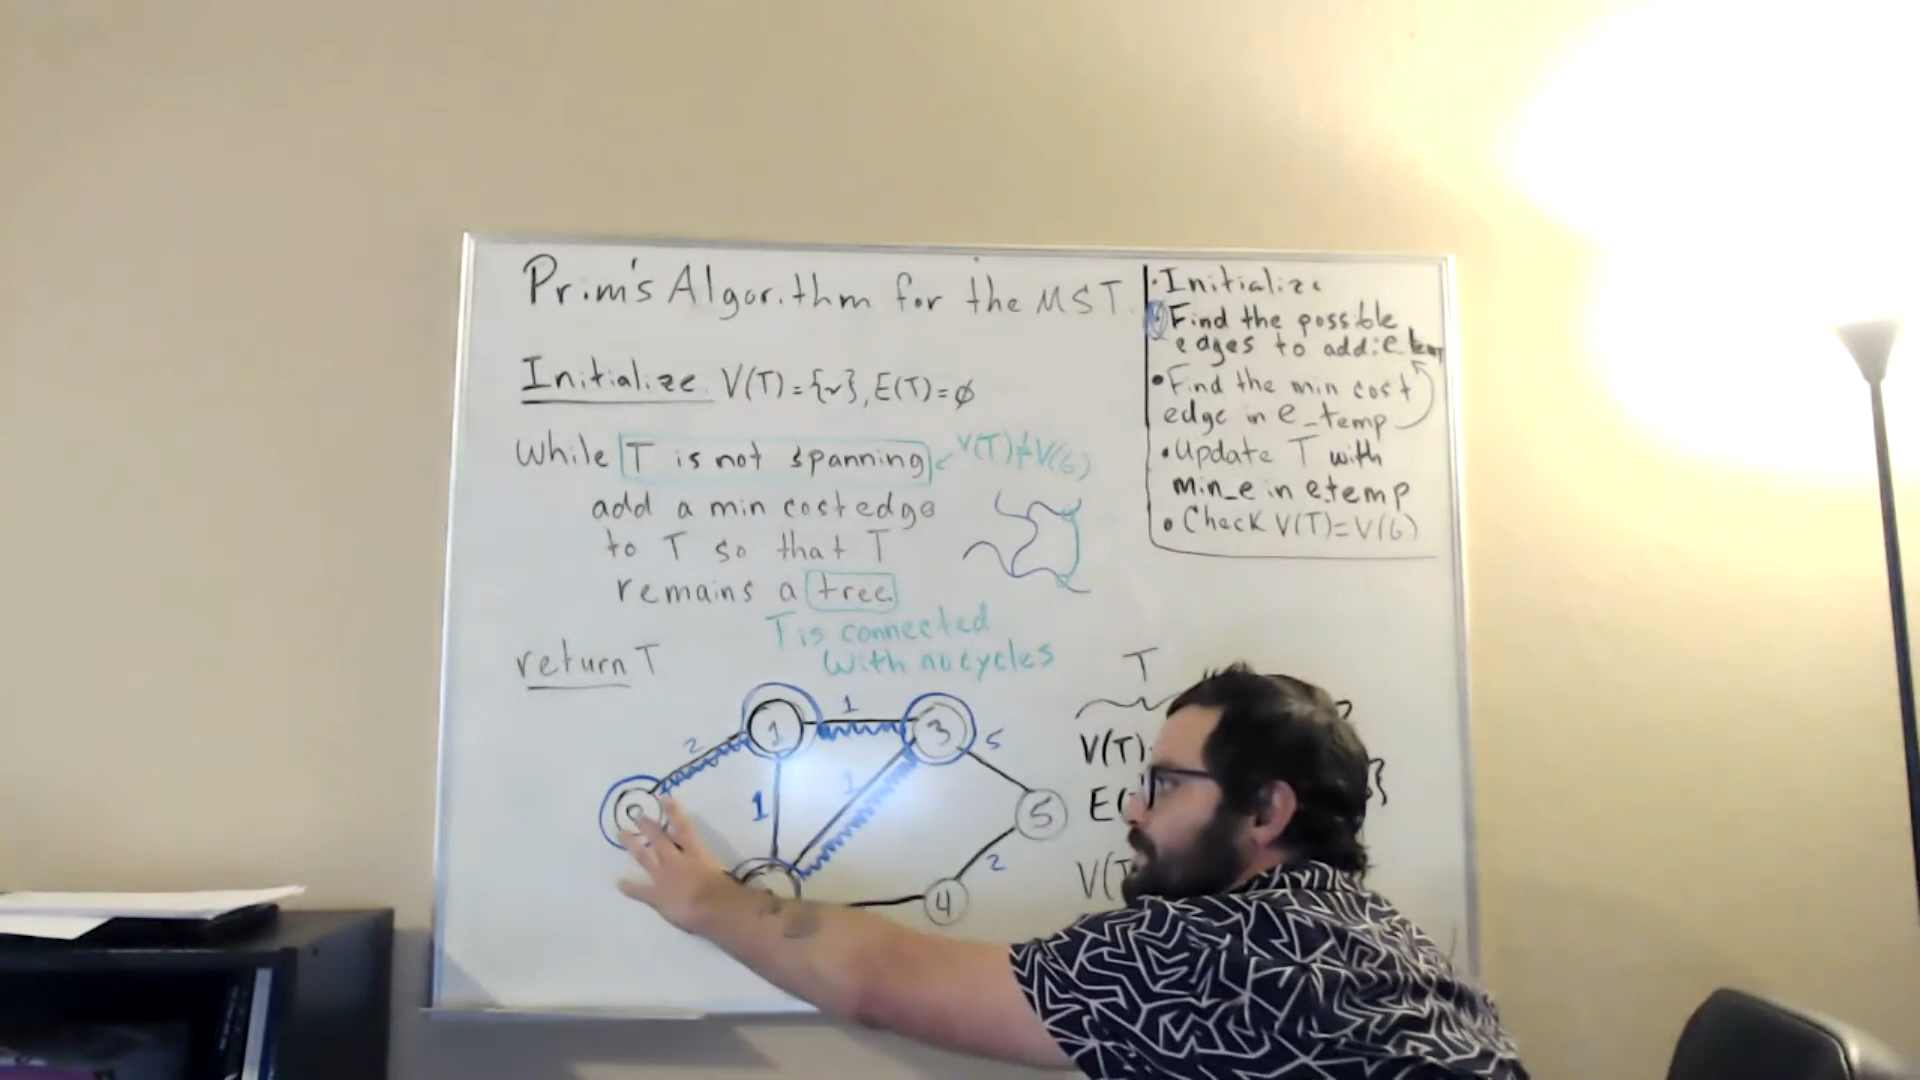 Prim's Algorithm for the MST.
Initialize. V(T)={v}, E(T)=∅
While T is not spanning
V(T)≠V(G)
add a min cost edge
to T so that T
remains a tree.
T is connected
with no cycles
return T
• Initialize
• Find the possible
edges to add: e_temp
• Find the min cost
edge in e_temp
• Update T with
min_e in e_temp
• Check V(T)=V(G)
T
V(T)
E(
V(T
1
1
3
5
2
1
1
0
5
2
4